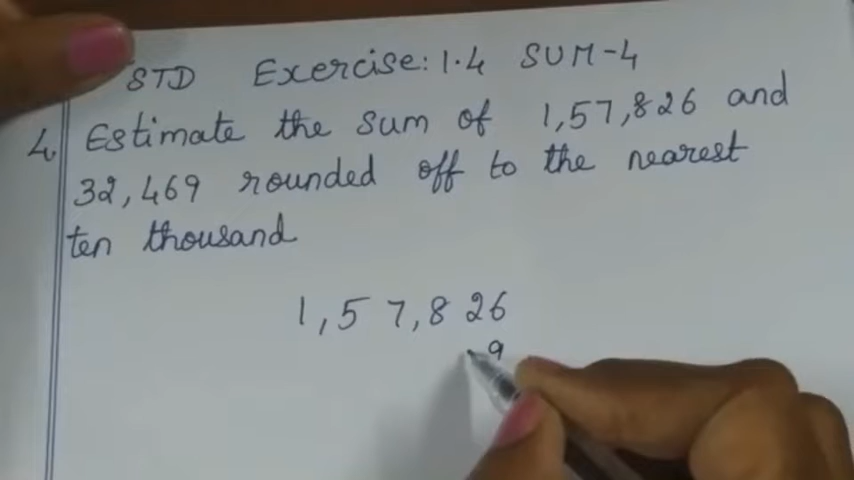 STD Exercise: 1.4 SUM-4
4. Estimate the sum of 1,57,826 and
32,469 rounded off to the nearest
ten thousand
1,57,826
9